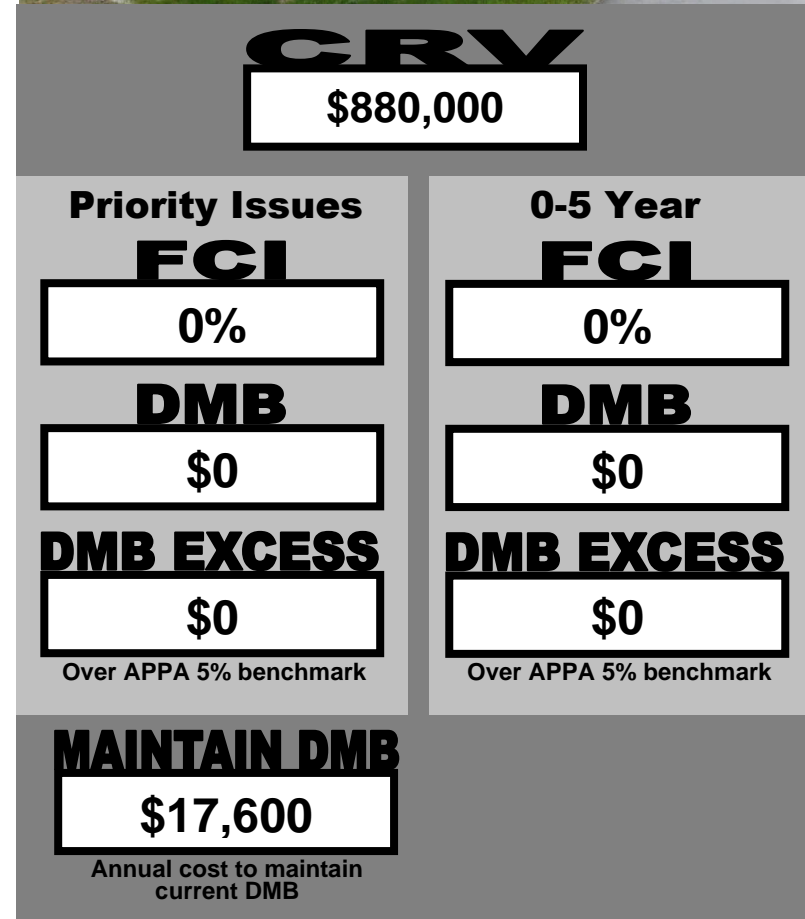 CRV
$880,000
Priority Issues
FCI
0%
DMB
$0
DMB EXCESS
$0
Over APPA 5% benchmark
0-5 Year
FCI
0%
DMB
$0
DMB EXCESS
$0
Over APPA 5% benchmark
MAINTAIN DMB
$17,600
Annual cost to maintain
current DMB